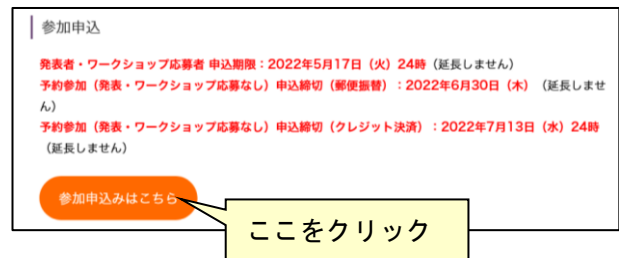 参加申込
発表者・ワークショップ応募者 申込期限：2022年5月17日（火）24時（延長しません）
予約参加（発表・ワークショップ応募なし）申込締切（郵便振替）：2022年6月30日（木）（延長しませ
ん）
予約参加（発表・ワークショップ応募なし）申込締切（クレジット決済）：2022年7月13日（水）24時
（延長しません）
参加申込みはこちら
ここをクリック